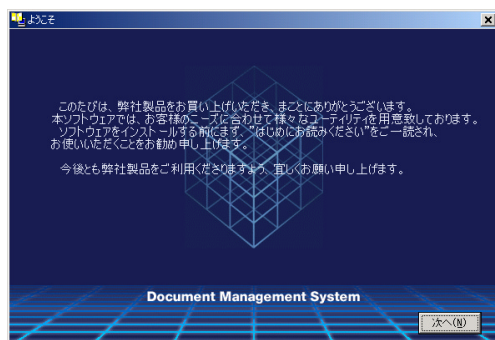 ようこそ
このたびは、弊社製品をお買い上げいただき、まことにありがとうございます。
本ソフトウェアでは、お客様のニーズに合わせて様々なユーティリティを用意致しております。
ソフトウェアをインストールする前にまず、"はじめにお読みください"をご一読され、
お使いいただくことをお勧め申し上げます。
今後とも弊社製品をご利用くださりますよう、宜しくお願い申し上げます。
Document Management System
次へ(N)